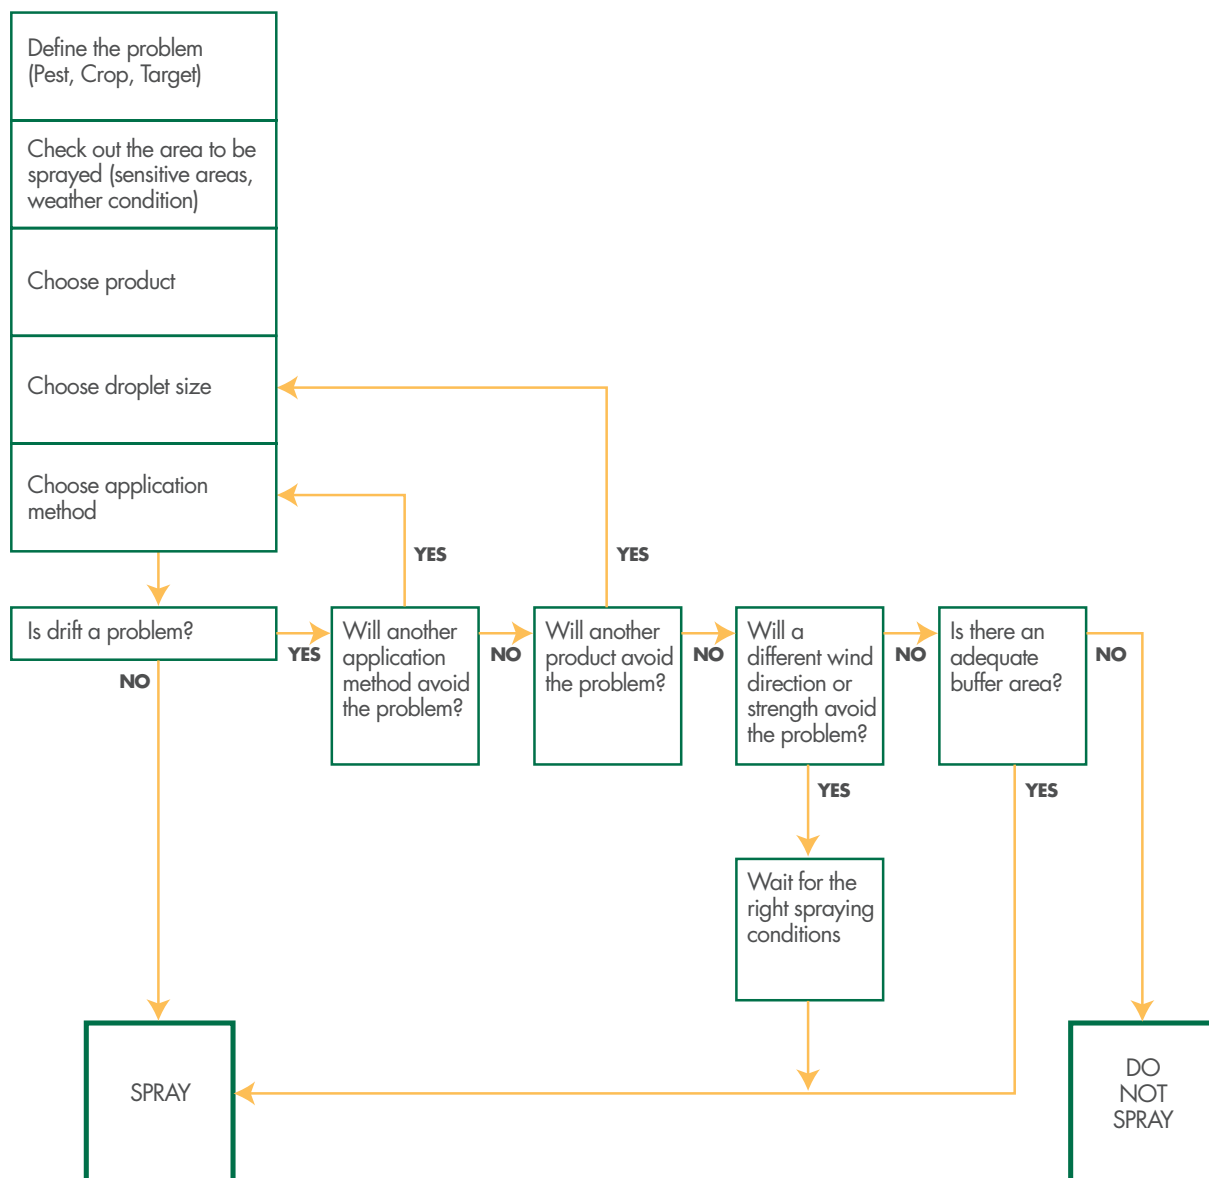 Define the problem
(Pest, Crop, Target)
Check out the area to be
sprayed (sensitive areas,
weather condition)
Choose product
Choose droplet size
Choose application
method
YES
YES
Is drift a problem?
YES
NO
Will another
application
method avoid
the problem?
NO
Will another
product avoid
the problem?
NO
Will a
different wind
direction or
strength avoid
the problem?
NO
Is there an
adequate
buffer area?
NO
YES
YES
Wait for the
right spraying
conditions
SPRAY
DO
NOT
SPRAY